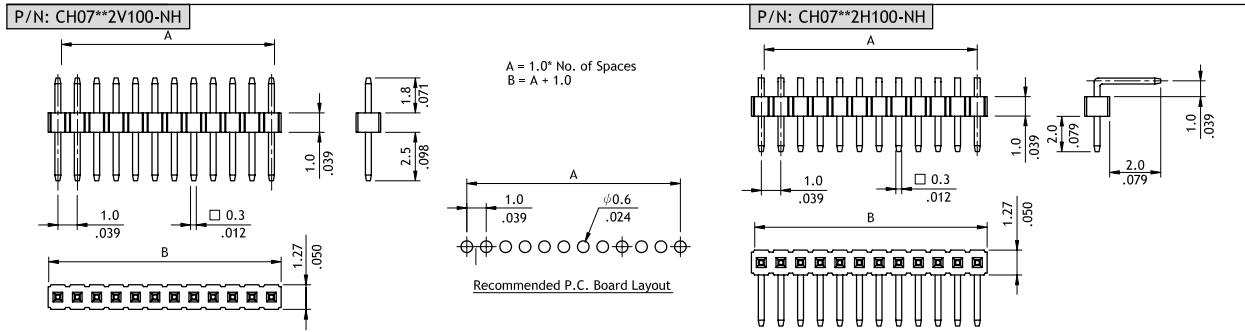 P/N: CH07**2V100-NH
A
1.8
.071
1.0
.039
2.5
.098
1.0
.039
□ 0.3
.012
B
1.27
.050
A = 1.0* No. of Spaces
B = A + 1.0
A
1.0
.039
ϕ0.6
.024
Recommended P.C. Board Layout
P/N: CH07**2H100-NH
A
1.0
.039
2.0
.079
1.0
.039
2.0
.079
1.0
.039
□ 0.3
.012
B
1.27
.050